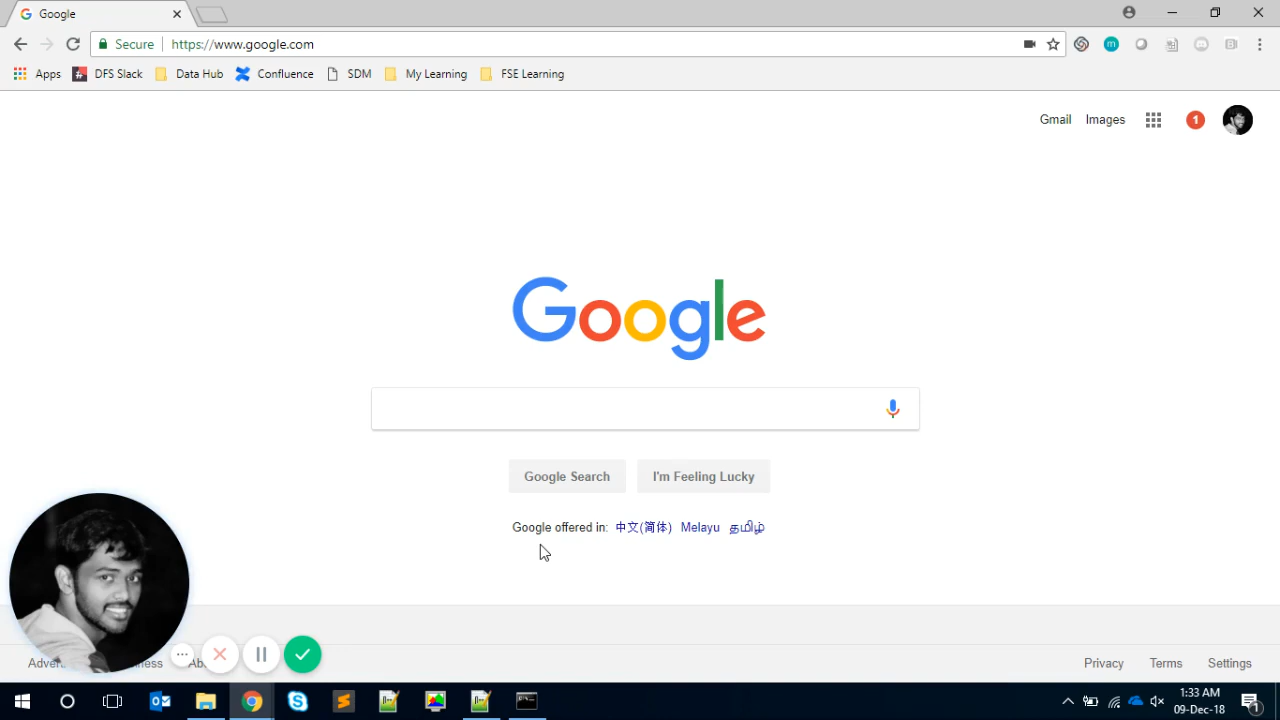 Google
Secure
https://www.google.com
Apps
DFS Slack
Data Hub
Confluence
SDM
My Learning
FSE Learning
Gmail
Images
1
Google
Google Search
I'm Feeling Lucky
Google offered in: 中文(简体) Melayu தமிழ்
Privacy
Terms
Settings
1:33 AM
09-Dec-18
1